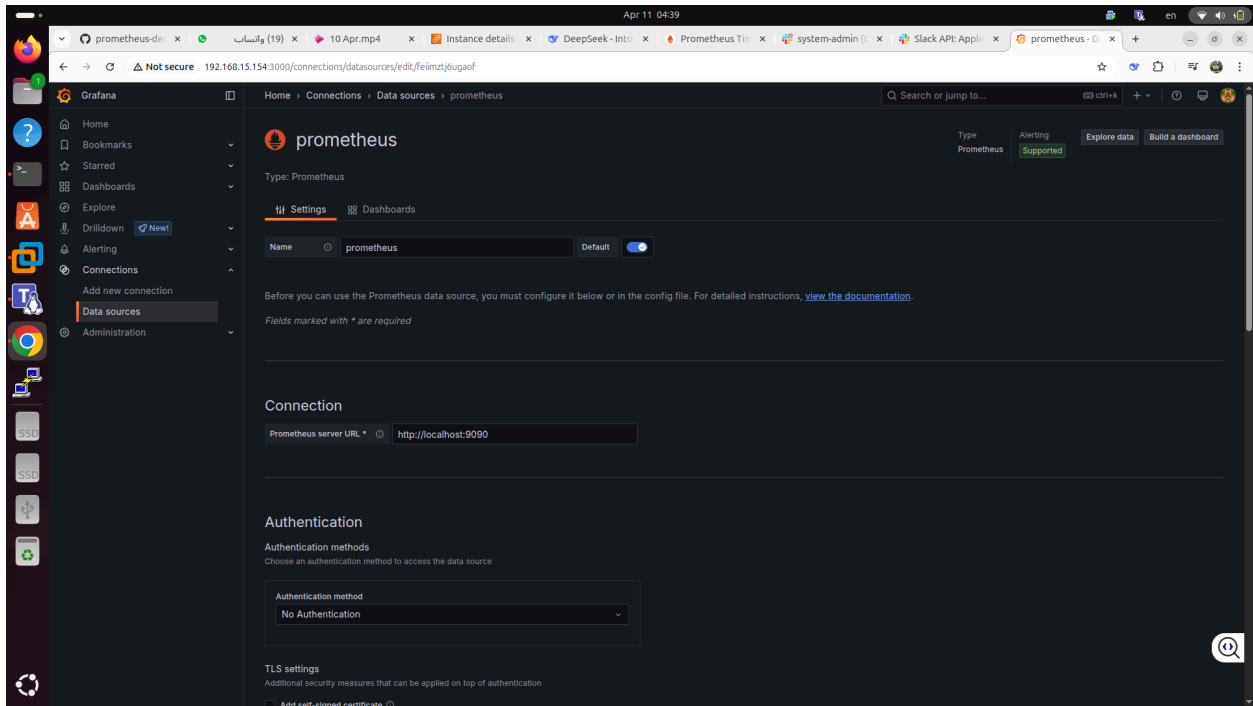 Apr 11 04:39
en
prometheus-de
(19) واتساب
10 Apr.mp4
Instance details
DeepSeek - Into
Prometheus Tim
system-admin (C
Slack API: Applic
prometheus - D
Not secure 192.168.15.154:3000/connections/datasources/edit/feiimztj6ugaof
1
Grafana
Home › Connections › Data sources › prometheus
Search or jump to...
ctrl+k
Home
Bookmarks
Starred
Dashboards
Explore
Drilldown New!
Alerting
Connections
Add new connection
Data sources
Administration
prometheus
Type
Prometheus
Alerting
Supported
Explore data
Build a dashboard
Type: Prometheus
Settings
Dashboards
Name prometheus Default
Before you can use the Prometheus data source, you must configure it below or in the config file. For detailed instructions, view the documentation.
Fields marked with * are required
Connection
Prometheus server URL * http://localhost:9090
Authentication
Authentication methods
Choose an authentication method to access the data source
Authentication method
No Authentication
TLS settings
Additional security measures that can be applied on top of authentication
Add self-signed certificate
SSD
SSD